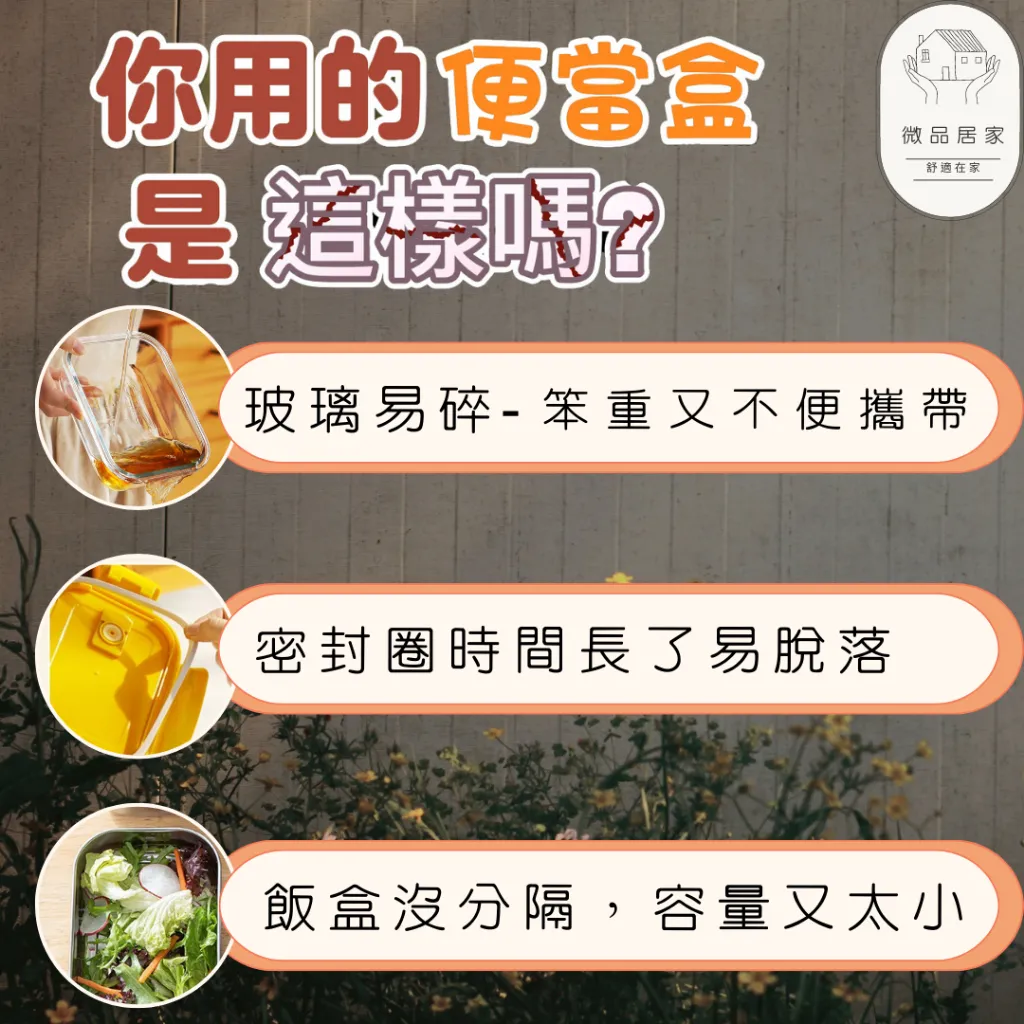 你用的便當盒
是這樣嗎?
微品居家
舒適在家
玻璃易碎-笨重又不便攜帶
密封圈時間長了易脫落
飯盒沒分隔，容量又太小